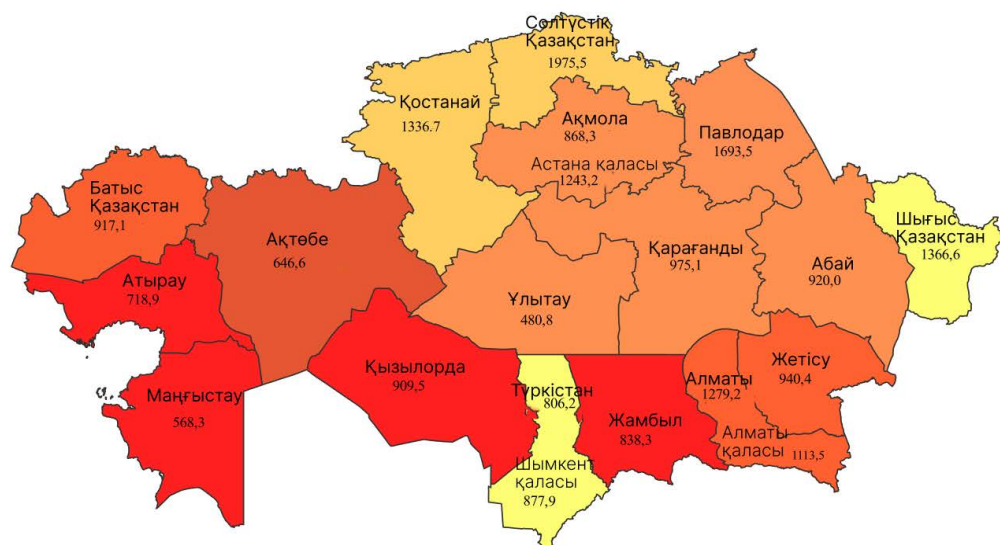 Солтүстік
Қазақстан
1975,5
Қостанай
1336.7
Ақмола
868,3
Астана қаласы
1243,2
Павлодар
1693,5
Батыс
Қазақстан
917,1
Ақтөбе
646,6
Атырау
718,9
Маңғыстау
568,3
Қызылорда
909,5
Ұлытау
480,8
Қарағанды
975,1
Абай
920,0
Шығыс
Қазақстан
1366,6
Түркістан
806,2
Шымкент
қаласы
877,9
Жамбыл
838,3
Алматы
1279,2
Жетісу
940,4
Алматы
қаласы 1113,5